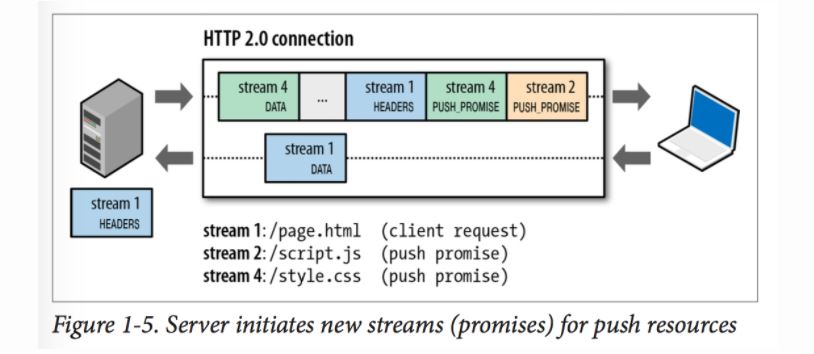 HTTP 2.0 connection
stream 4
DATA
...
stream 1
HEADERS
stream 4
PUSH_PROMISE
stream 2
PUSH_PROMISE
stream 1
DATA
stream 1
HEADERS
stream 1: /page.html (client request)
stream 2: /script.js (push promise)
stream 4: /style.css (push promise)
Figure 1-5. Server initiates new streams (promises) for push resources